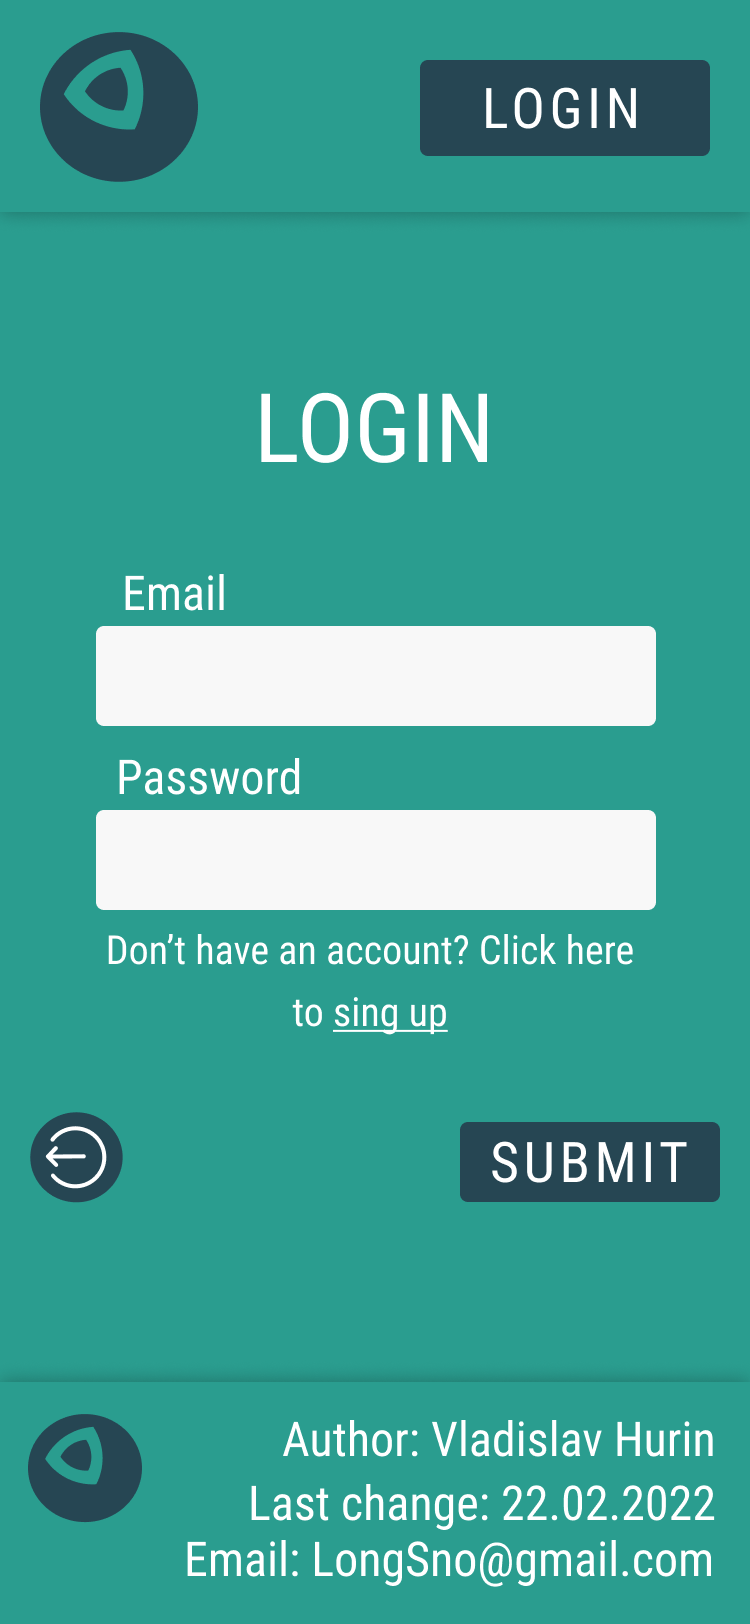 LOGIN
LOGIN
Email
Password
Don’t have an account? Click here
to sing up
SUBMIT
Author: Vladislav Hurin
Last change: 22.02.2022
Email: LongSno@gmail.com